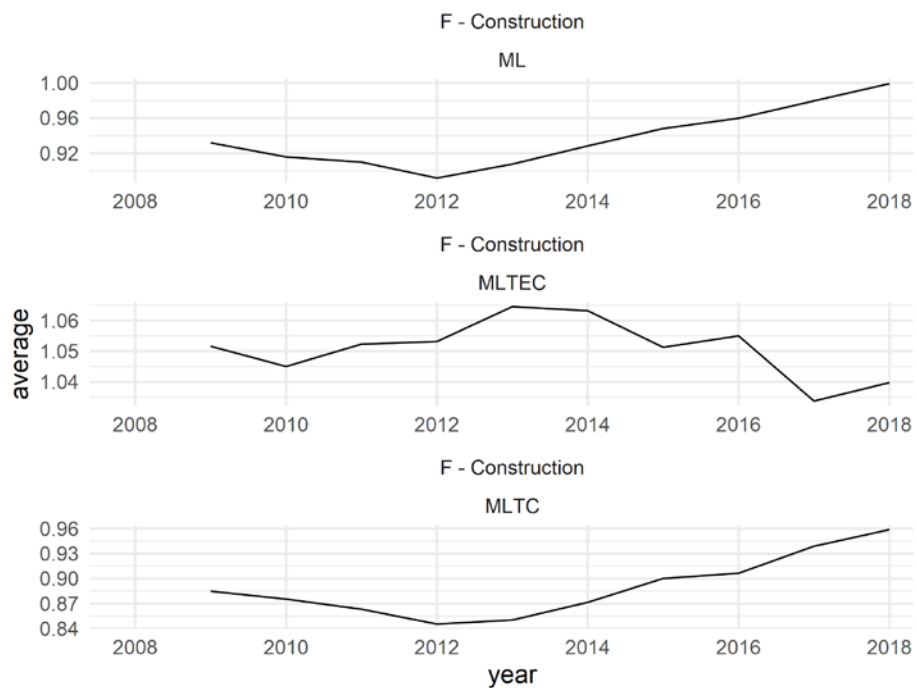 F - Construction
ML
1.00
0.96
0.92
2008 2010 2012 2014 2016 2018
F - Construction
MLTEC
1.06
1.05
1.04
2008 2010 2012 2014 2016 2018
average
F - Construction
MLTC
0.96
0.93
0.90
0.87
0.84
2008 2010 2012 2014 2016 2018
year